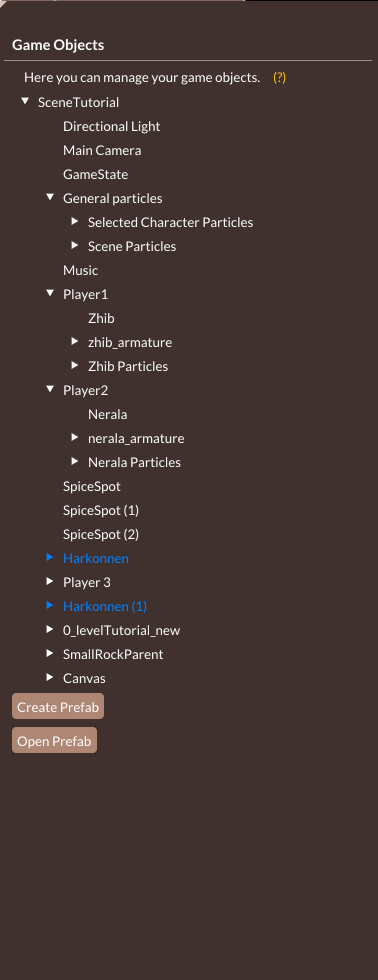 Game Objects
Here you can manage your game objects. (?)
SceneTutorial
Directional Light
Main Camera
GameState
General particles
Selected Character Particles
Scene Particles
Music
Player1
Zhib
zhib_armature
Zhib Particles
Player2
Nerala
nerala_armature
Nerala Particles
SpiceSpot
SpiceSpot (1)
SpiceSpot (2)
Harkonnen
Player 3
Harkonnen (1)
0_levelTutorial_new
SmallRockParent
Canvas
Create Prefab
Open Prefab